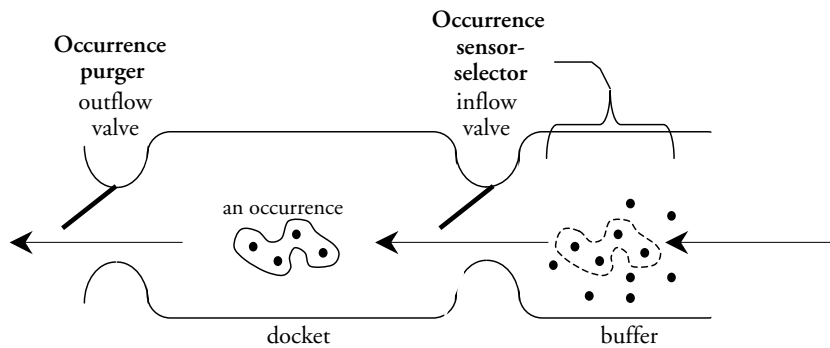 Occurrence
purger
outflow
valve
Occurrence
sensor-
selector
inflow
valve
an occurrence
docket
buffer